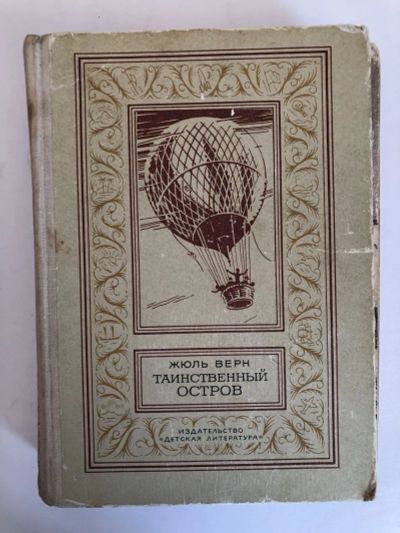 ЖЮЛЬ ВЕРН
ТАИНСТВЕННЫЙ
ОСТРОВ
ИЗДАТЕЛЬСТВО
«ДЕТСКАЯ ЛИТЕРАТУРА»